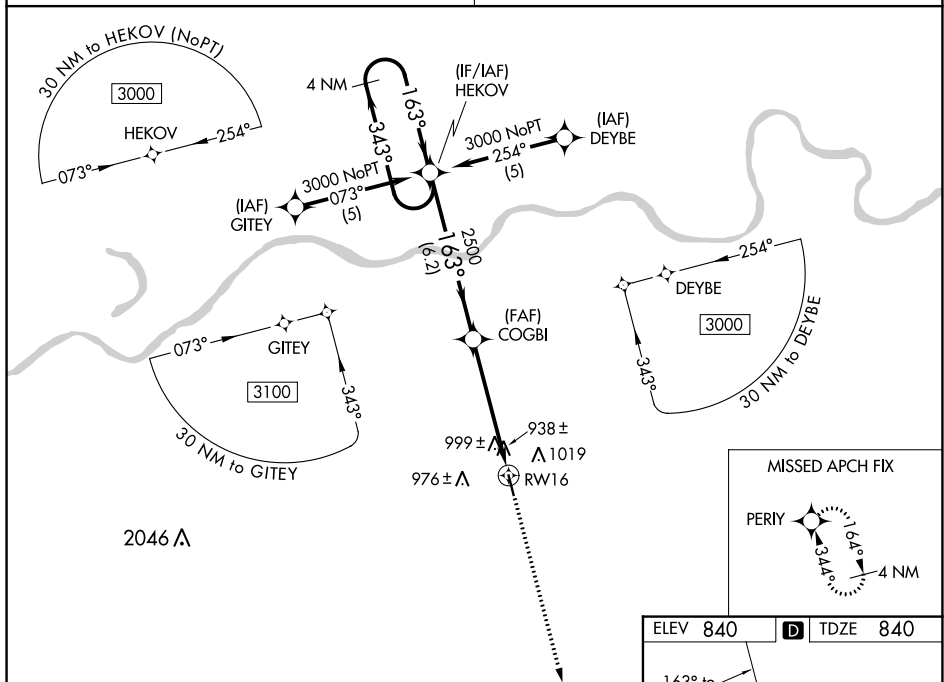 30 NM to HEKOV (NoPT)
3000
HEKOV
073°
254°
4 NM
163°
343°
(IF/IAF)
HEKOV
3000 NoPT
254°
(5)
(IAF)
DEYBE
3000 NoPT
073°
(5)
(IAF)
GITEY
2500
163°
(6.2)
(FAF)
COGBI
073°
GITEY
3100
343°
30 NM to GITEY
254°
DEYBE
3000
343°
30 NM to DEYBE
999 ±
938 ±
1019
976 ±
RW16
2046
MISSED APCH FIX
PERIY
164°
344°
4 NM
ELEV 840 D TDZE 840
163° to